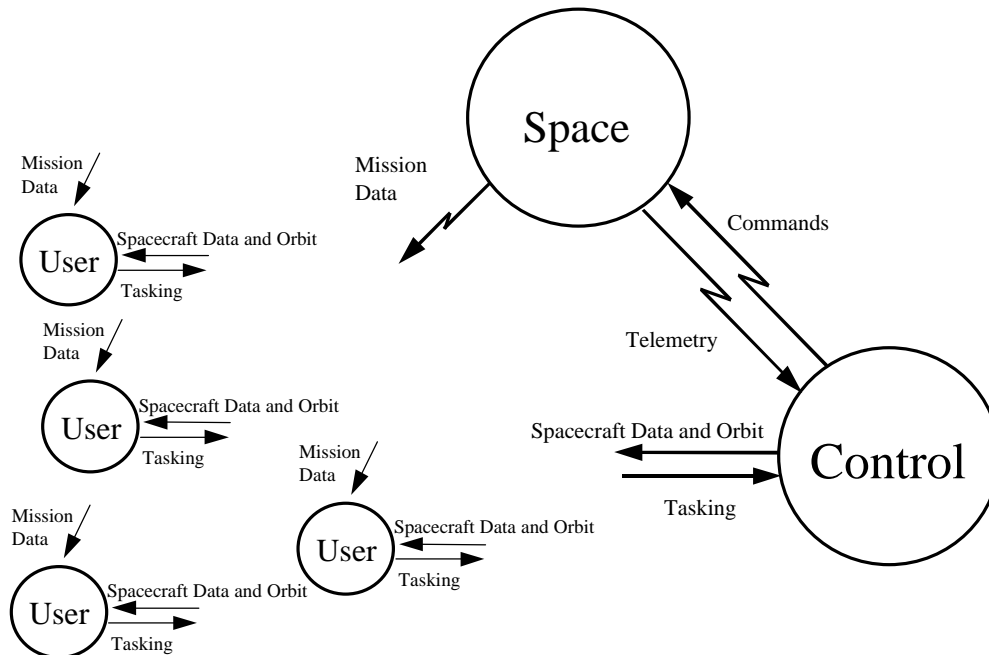 Space
Mission
Data
Commands
Telemetry
Mission
Data
User
Spacecraft Data and Orbit
Tasking
Mission
Data
User
Spacecraft Data and Orbit
Tasking
Spacecraft Data and Orbit
Tasking
Control
Mission
Data
User
Spacecraft Data and Orbit
Tasking
Mission
Data
User
Spacecraft Data and Orbit
Tasking